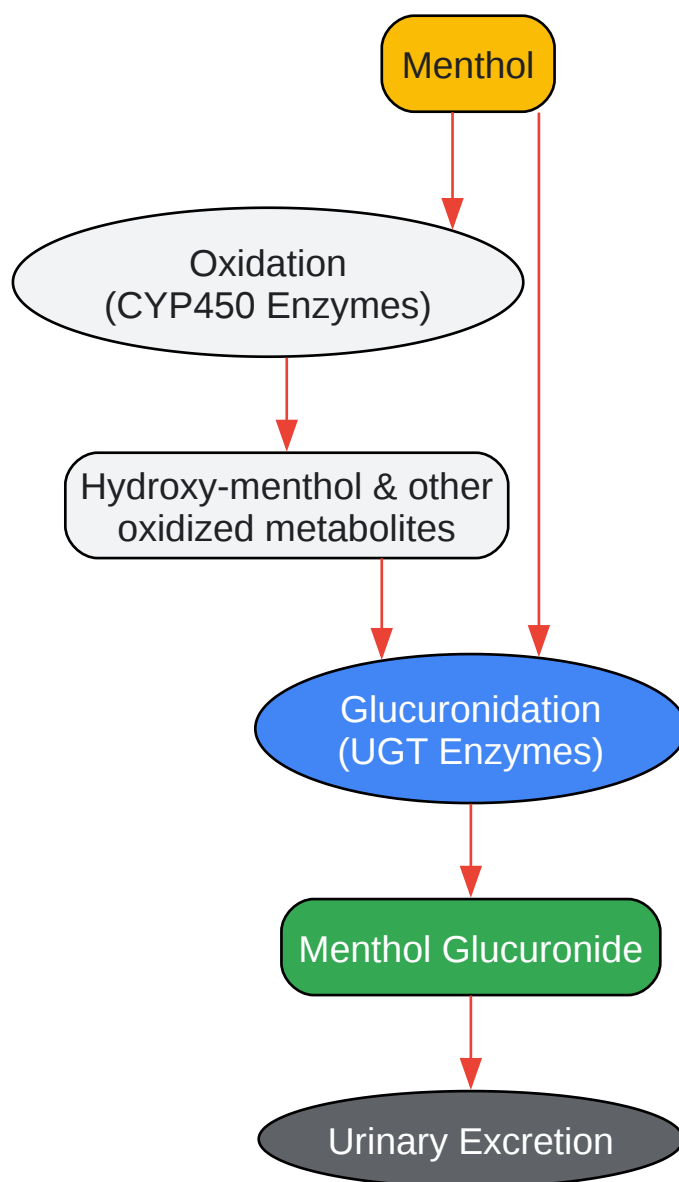 Menthol
Oxidation
(CYP450 Enzymes)
Hydroxy-menthol & other
oxidized metabolites
Glucuronidation
(UGT Enzymes)
Menthol Glucuronide
Urinary Excretion